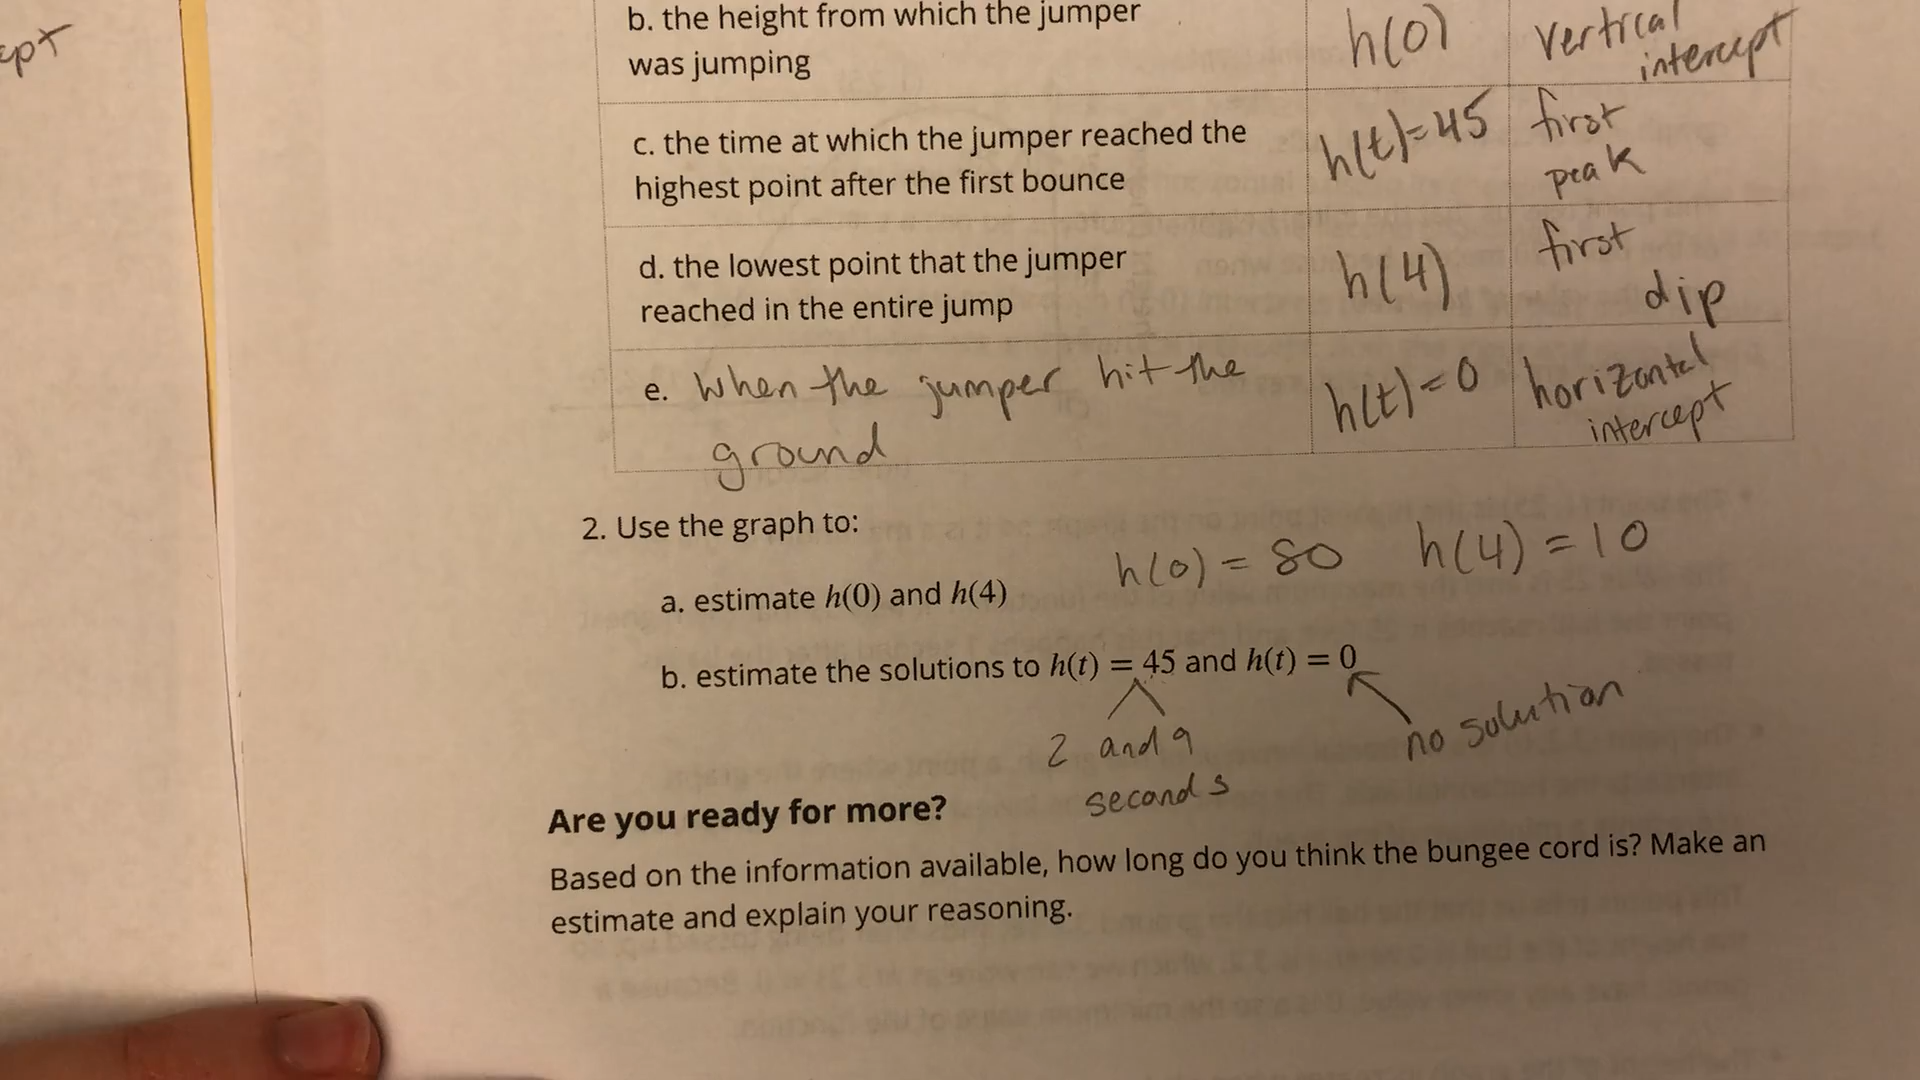 ept
b. the height from which the jumper
was jumping
h(0)
vertical
intercept
c. the time at which the jumper reached the
highest point after the first bounce
h(t)=45
first
peak
d. the lowest point that the jumper
reached in the entire jump
h(4)
first
dip
e. when the jumper hit the
ground
h(t)=0
horizontal
intercept
2. Use the graph to:
a. estimate h(0) and h(4)
h(0) = 80 h(4) = 10
b. estimate the solutions to h(t) = 45 and h(t) = 0
2 and 9
seconds
no solution
Are you ready for more?
Based on the information available, how long do you think the bungee cord is? Make an
estimate and explain your reasoning.